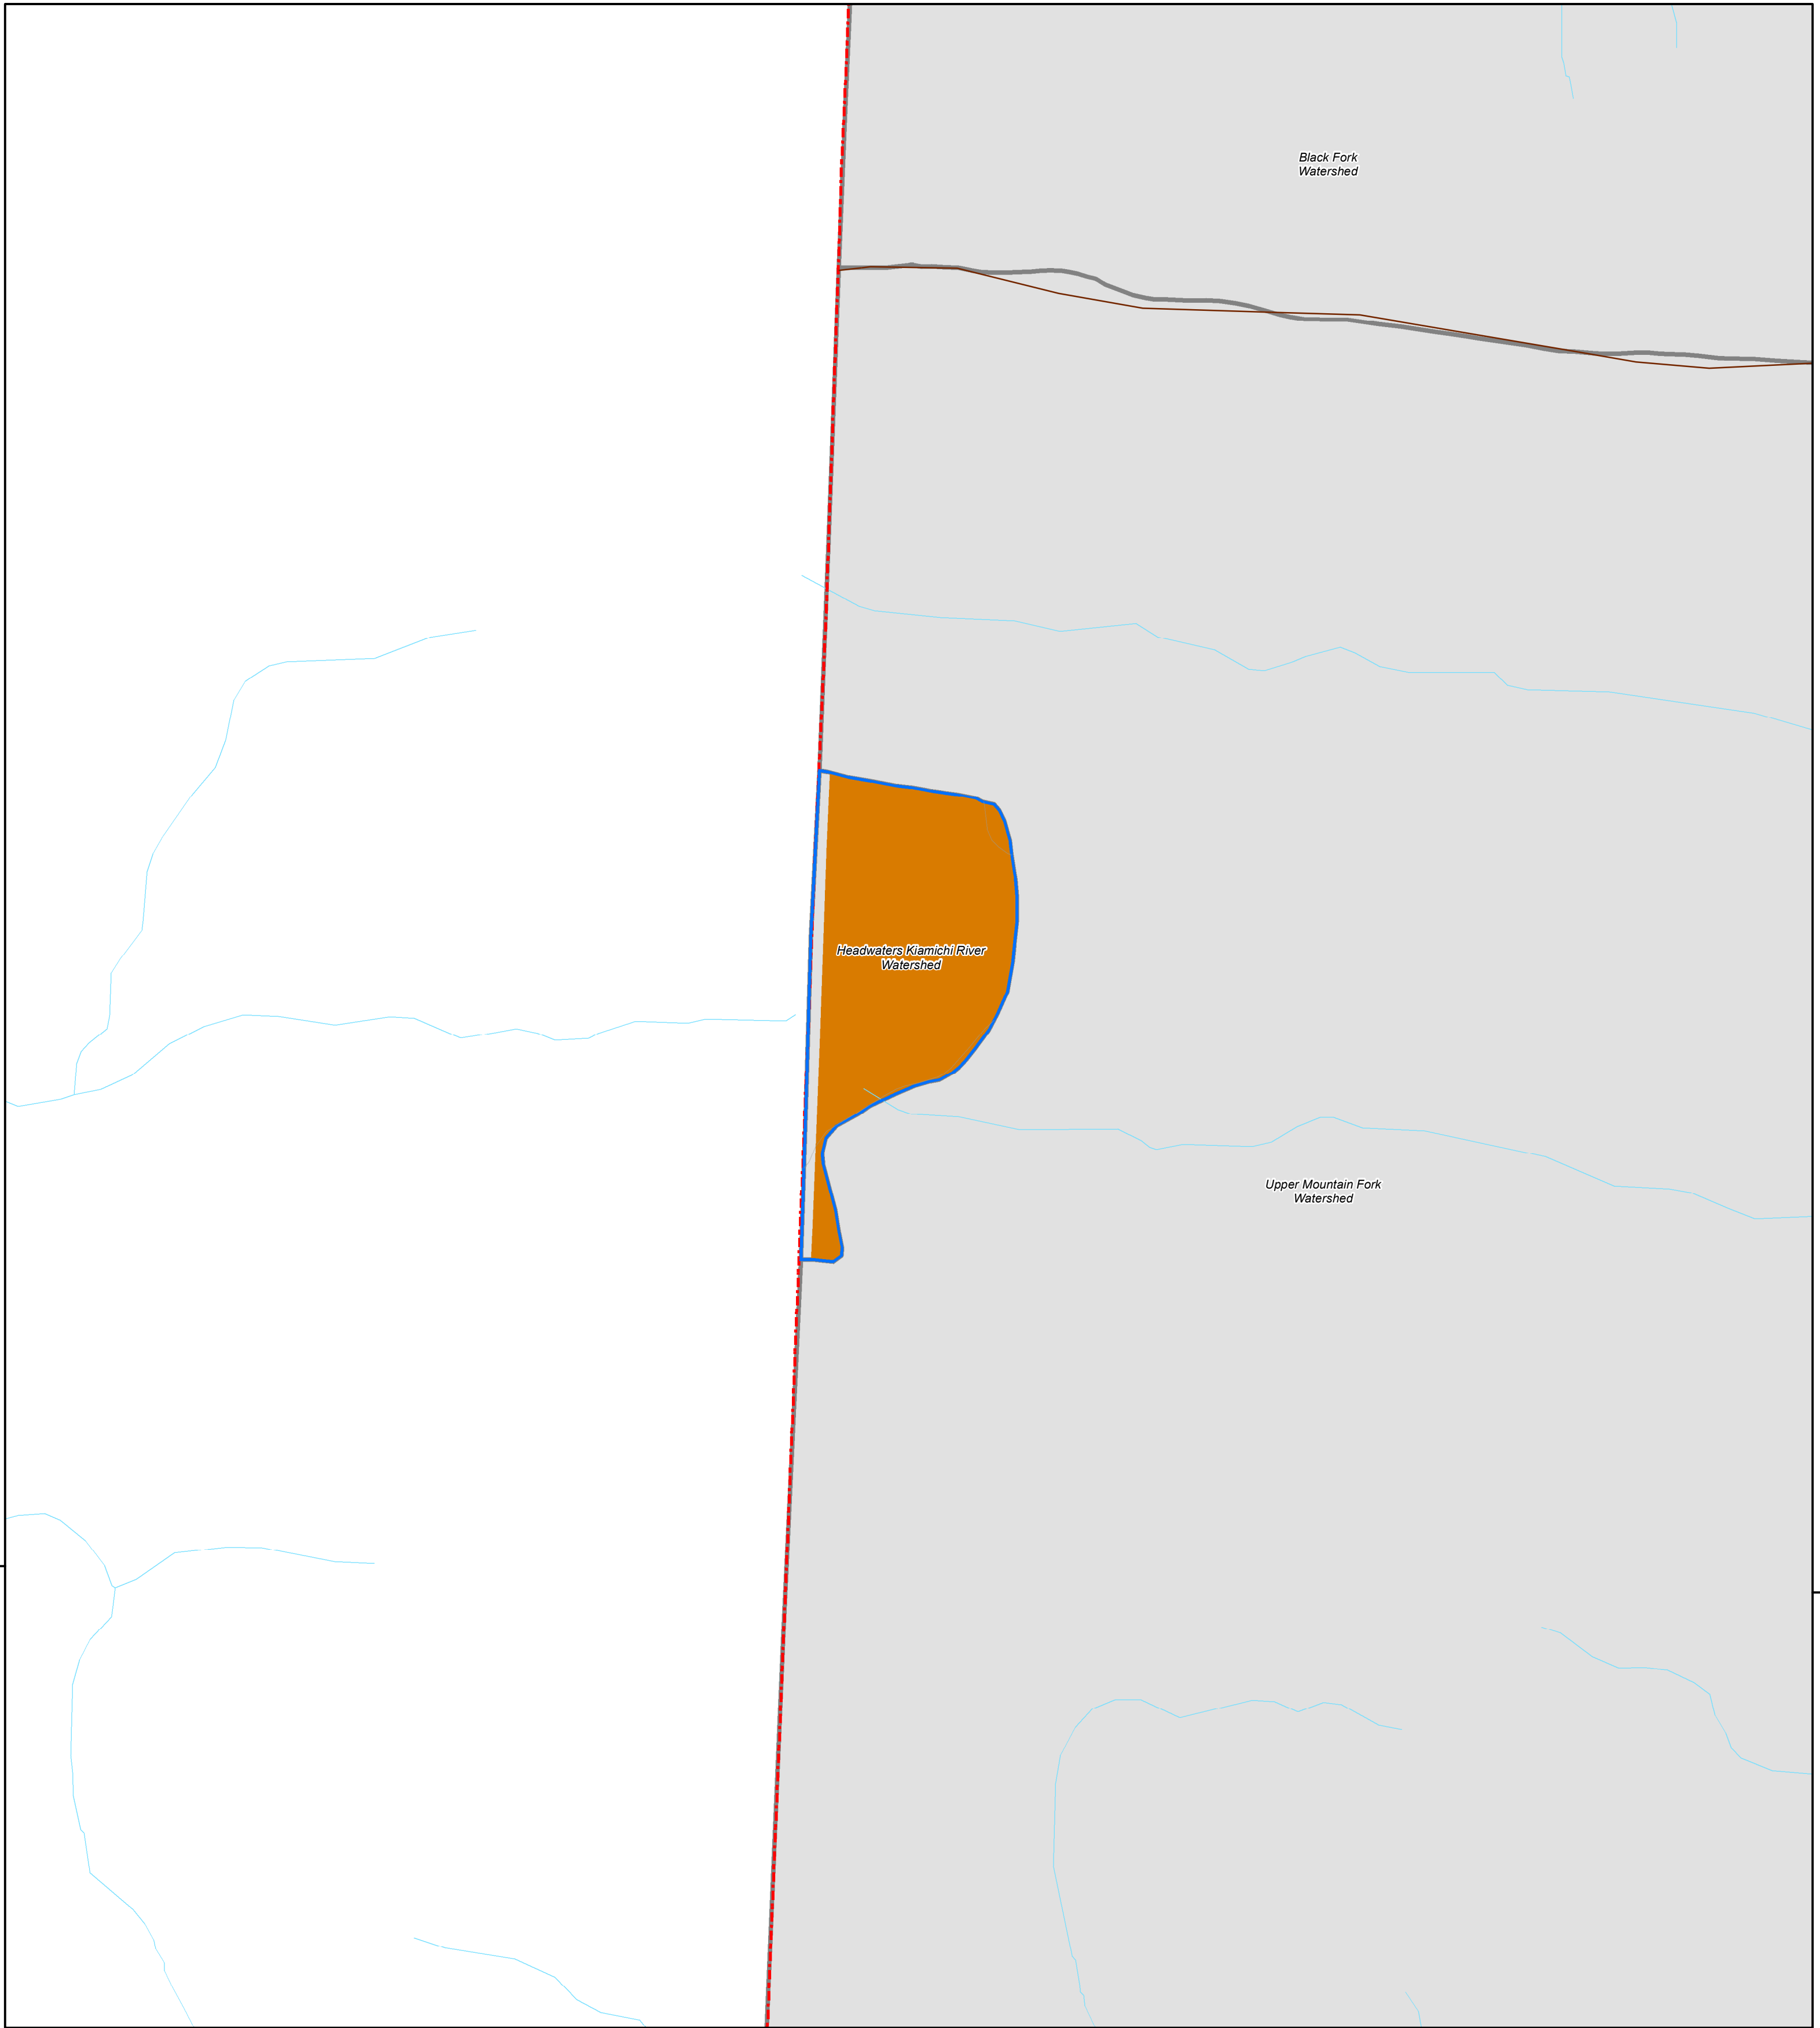 Black Fork
Watershed
Headwaters Kiamichi River
Watershed
Upper Mountain Fork
Watershed